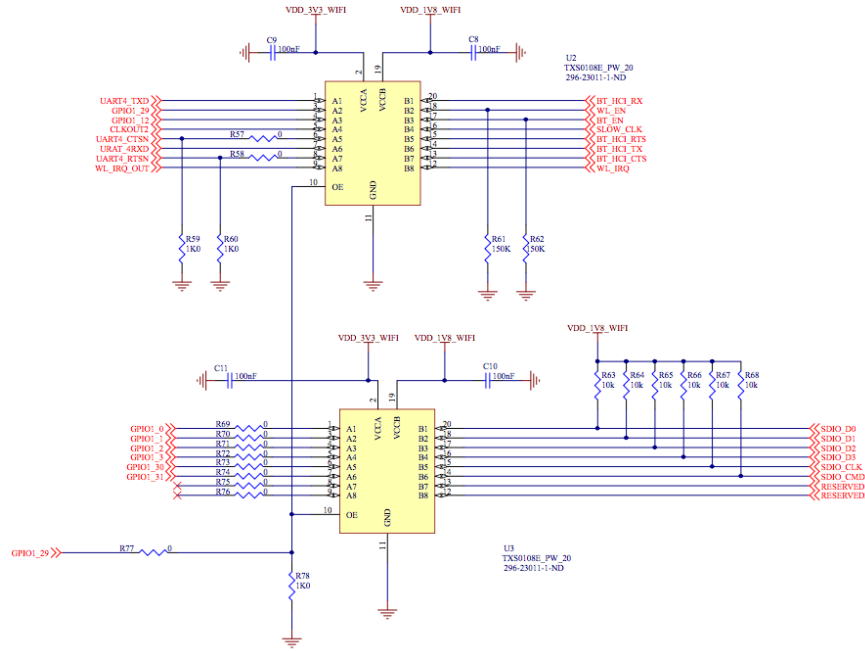 VDD_3V3_WIFI VDD_1V8_WIFI
C9 C8
100nF 100nF
U2
TXS0108E_PW_20
296-23011-1-ND
2 19
VCCA VCCB
UART4_TXD 1 A1 B1 20 BT_HCI_RX
GPIO1_29 A2 B2 WL_EN
GPIO1_12 A3 B3 BT_EN
CLKOUT2 A4 B4 SLOW_CLK
UART4_CTSN R57 0 A5 B5 BT_HCI_RTS
URAT_4RXD A6 B6 BT_HCI_TX
UART4_RTSN R58 0 A7 B7 BT_HCI_CTS
WL_IRQ_OUT A8 B8 WL_IRQ
10 OE
GND
11
R59 R60 R61 R62
1K0 1K0 150K 150K
VDD_3V3_WIFI VDD_1V8_WIFI VDD_1V8_WIFI
C11 C10
100nF 100nF
R63 R64 R65 R66 R67 R68
10k 10k 10k 10k 10k 10k
2 19
VCCA VCCB
GPIO1_0 R69 0 1 A1 B1 20 SDIO_D0
GPIO1_1 R70 0 A2 B2 SDIO_D1
GPIO1_2 R71 0 A3 B3 SDIO_D2
GPIO1_3 R72 0 A4 B4 SDIO_D3
GPIO1_30 R73 0 A5 B5 SDIO_CLK
GPIO1_31 R74 0 A6 B6 SDIO_CMD
R75 0 A7 B7 RESERVED
R76 0 A8 B8 RESERVED
10 OE
GND
11
U3
TXS0108E_PW_20
296-23011-1-ND
GPIO1_29 R77 0
R78
1K0